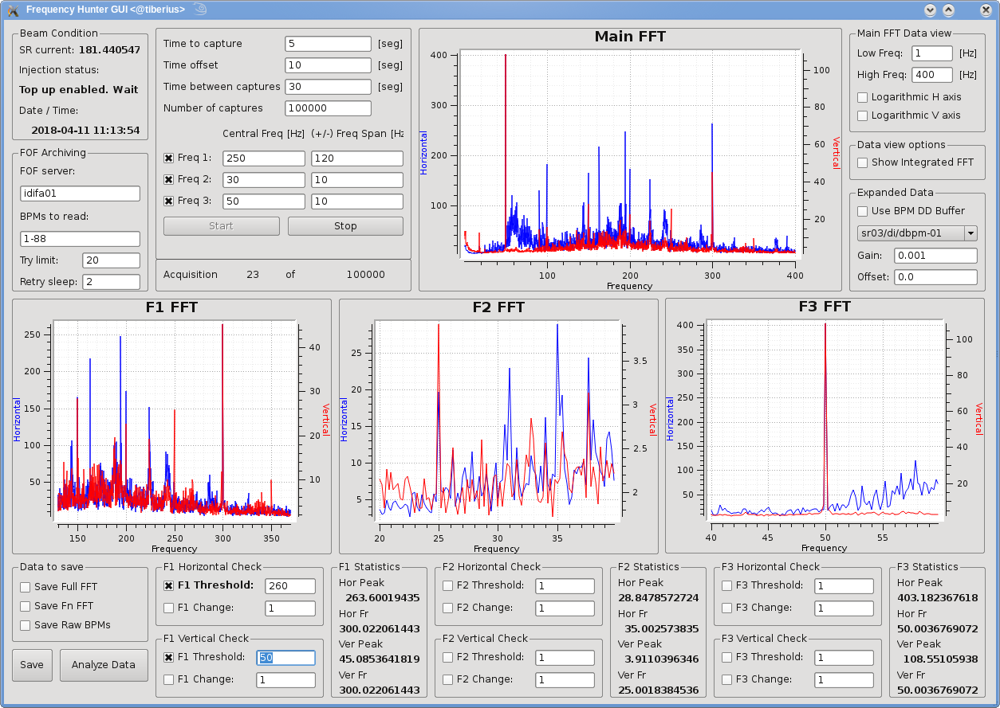 Frequency Hunter GUI <@tiberius>
Beam Condition
SR current: 181.440547
Injection status:
Top up enabled. Wait
Date / Time:
2018-04-11 11:13:54
FOF Archiving
FOF server:
idifa01
BPMs to read:
1-88
Try limit: 20
Retry sleep: 2
Time to capture 5 [seg]
Time offset 10 [seg]
Time between captures 30 [seg]
Number of captures 100000
Central Freq [Hz] (+/-) Freq Span [Hz
Freq 1: 250 120
Freq 2: 30 10
Freq 3: 50 10
Start Stop
Acquisition 23 of 100000
Main FFT
Horizontal
400
300
200
100
100 200 300 400
Frequency
100
80
60
40
20
Vertical
Main FFT Data view
Low Freq: 1 [Hz]
High Freq: 400 [Hz]
Logarithmic H axis
Logarithmic V axis
Data view options
Show Integrated FFT
Expanded Data
Use BPM DD Buffer
sr03/di/dbpm-01
Gain: 0.001
Offset: 0.0
F1 FFT
Horizontal
250
200
150
100
50
150 200 250 300 350
Frequency
40
30
20
10
Vertical
F2 FFT
Horizontal
25
20
15
10
5
20 25 30 35
Frequency
3.5
3
2.5
2
Vertical
F3 FFT
Horizontal
400
350
300
250
200
150
100
50
40 45 50 55
Frequency
100
80
60
40
20
Vertical
Data to save
Save Full FFT
Save Fn FFT
Save Raw BPMs
Save Analyze Data
F1 Horizontal Check
F1 Threshold: 260
F1 Change: 1
F1 Vertical Check
F1 Threshold: 50
F1 Change: 1
F1 Statistics
Hor Peak
263.60019435
Hor Fr
300.022061443
Ver Peak
45.0853641819
Ver Fr
300.022061443
F2 Horizontal Check
F2 Threshold: 1
F2 Change: 1
F2 Vertical Check
F2 Threshold: 1
F2 Change: 1
F2 Statistics
Hor Peak
28.8478572724
Hor Fr
35.002573835
Ver Peak
3.9110396346
Ver Fr
25.0018384536
F3 Horizontal Check
F3 Threshold: 1
F3 Change: 1
F3 Vertical Check
F3 Threshold: 1
F3 Change: 1
F3 Statistics
Hor Peak
403.182367618
Hor Fr
50.0036769072
Ver Peak
108.55105938
Ver Fr
50.0036769072